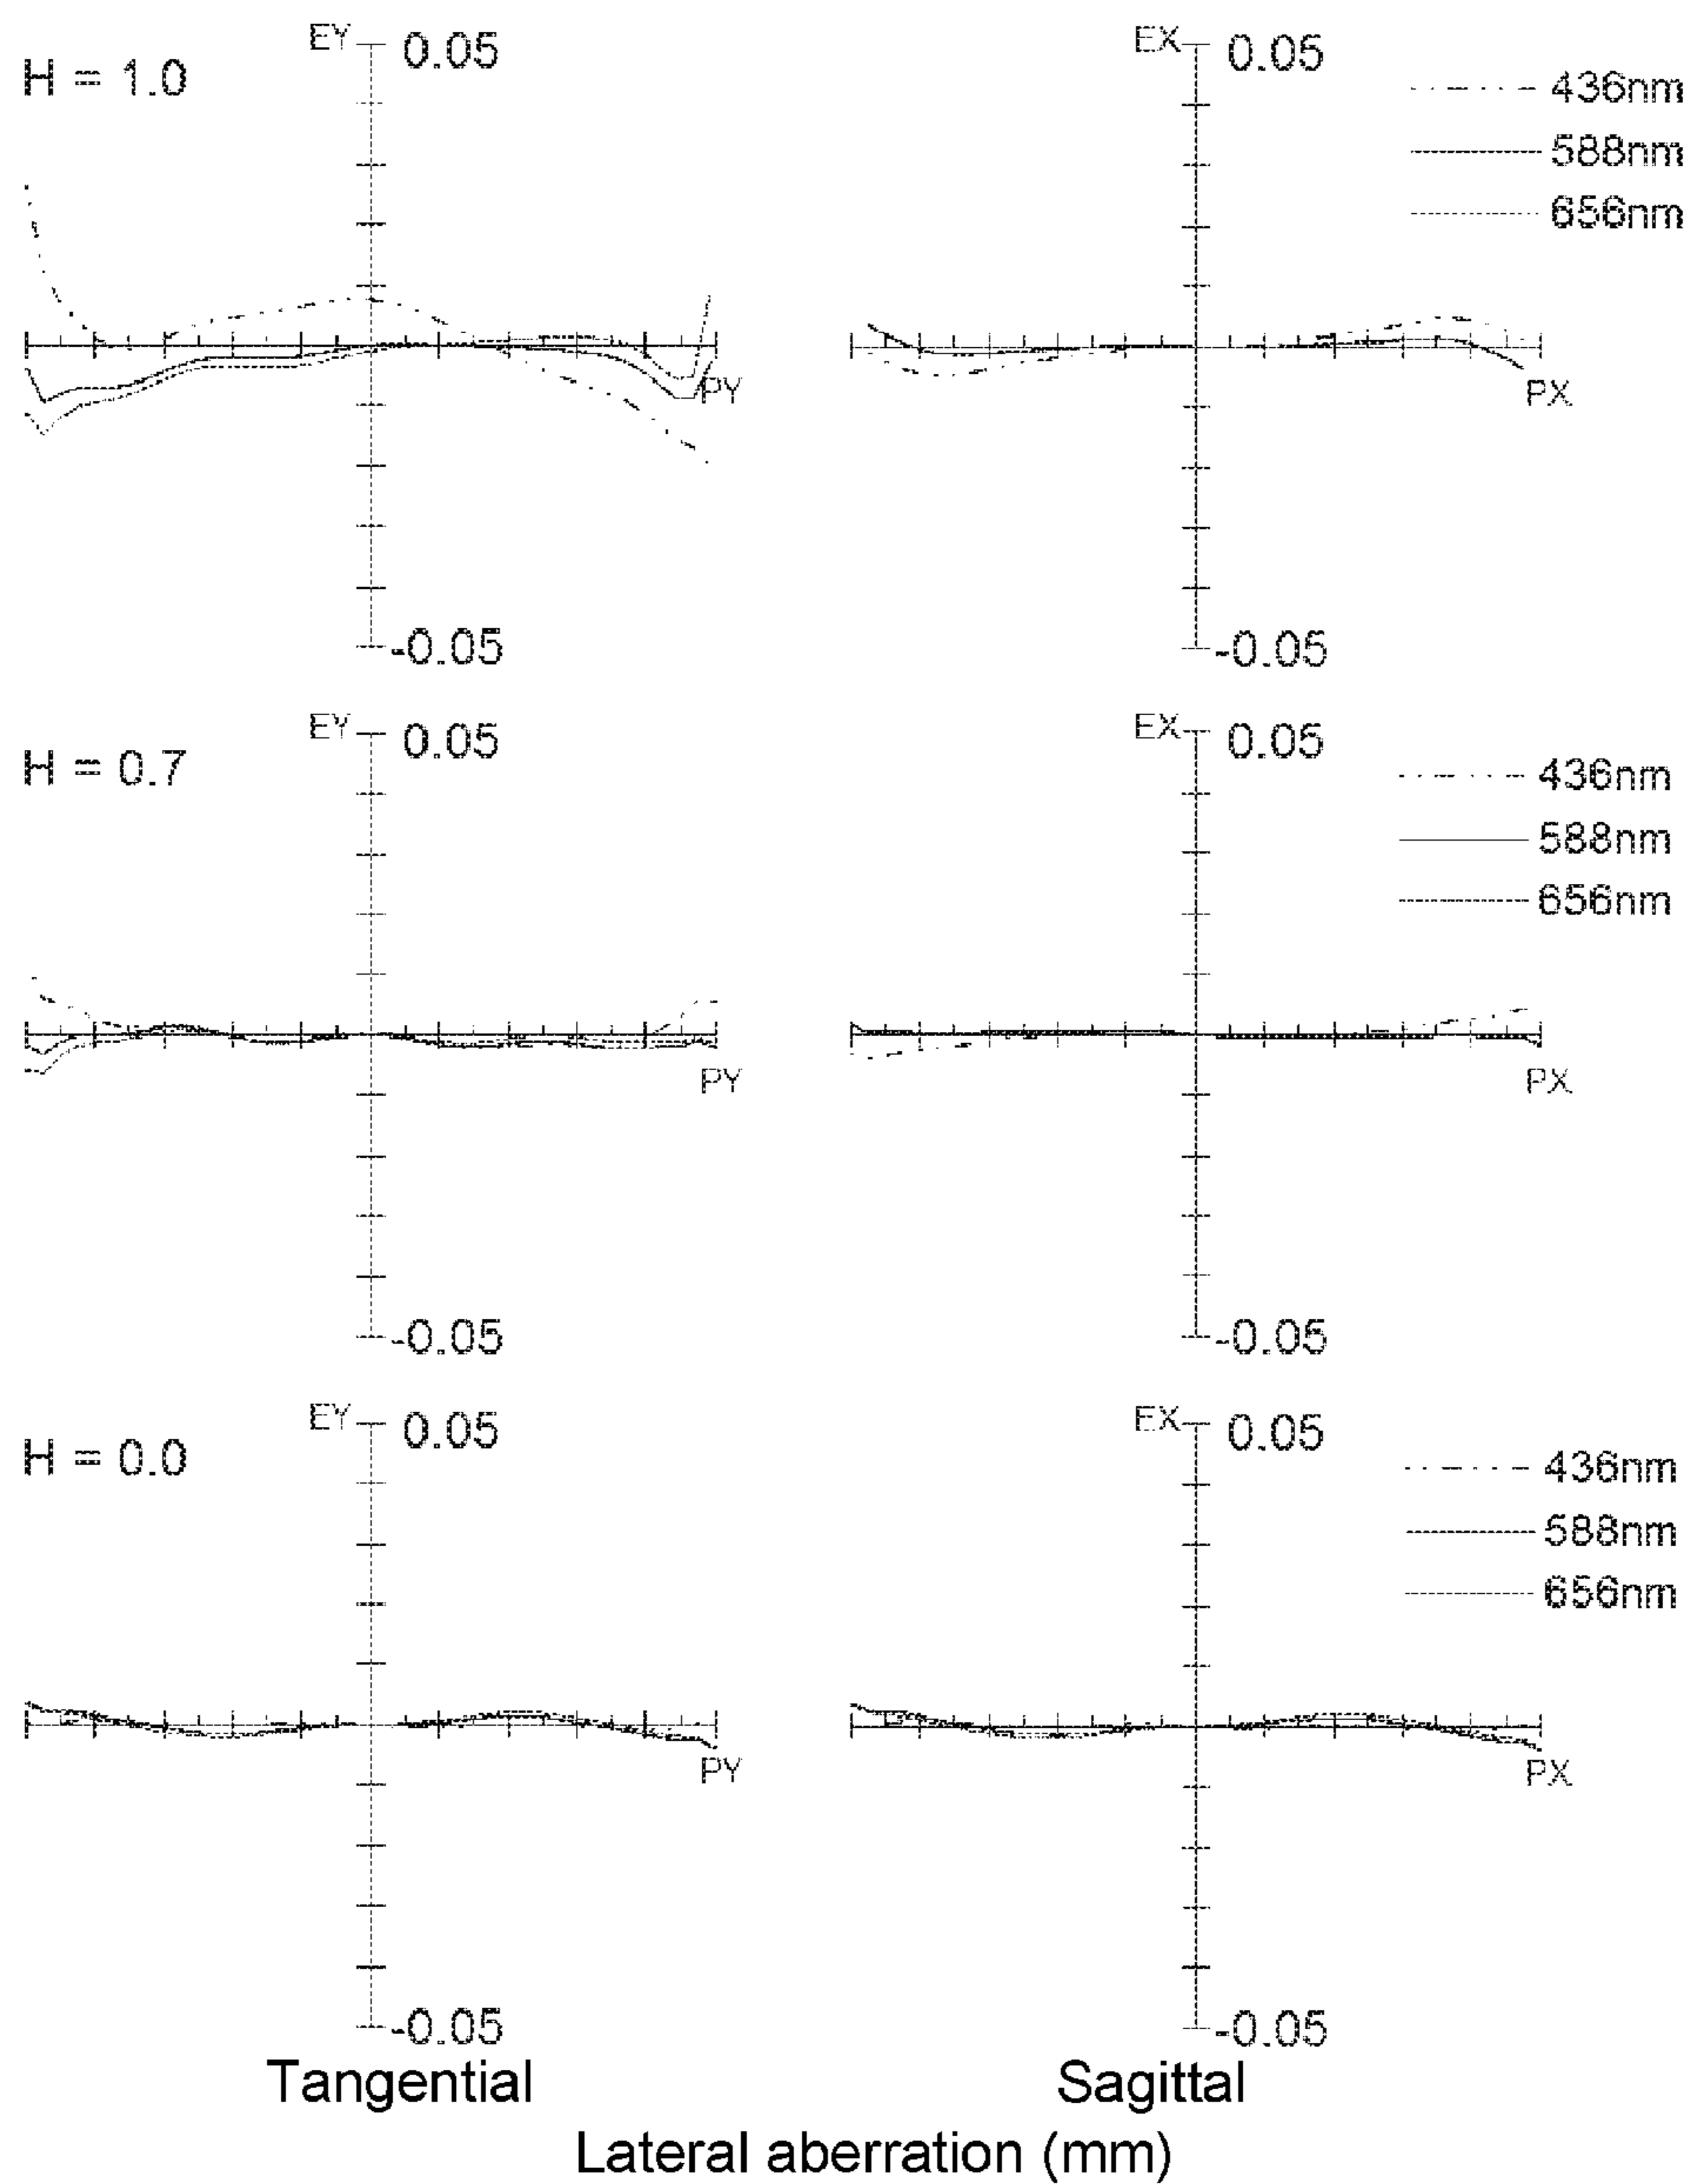 EY 0.05
EX 0.05
H = 1.0
436nm
588nm
656nm
PY
PX
-0.05
-0.05
EY 0.05
EX 0.05
H = 0.7
436nm
588nm
656nm
PY
PX
-0.05
-0.05
EY 0.05
EX 0.05
H = 0.0
436nm
588nm
656nm
PY
PX
-0.05
-0.05
Tangential
Sagittal
Lateral aberration (mm)